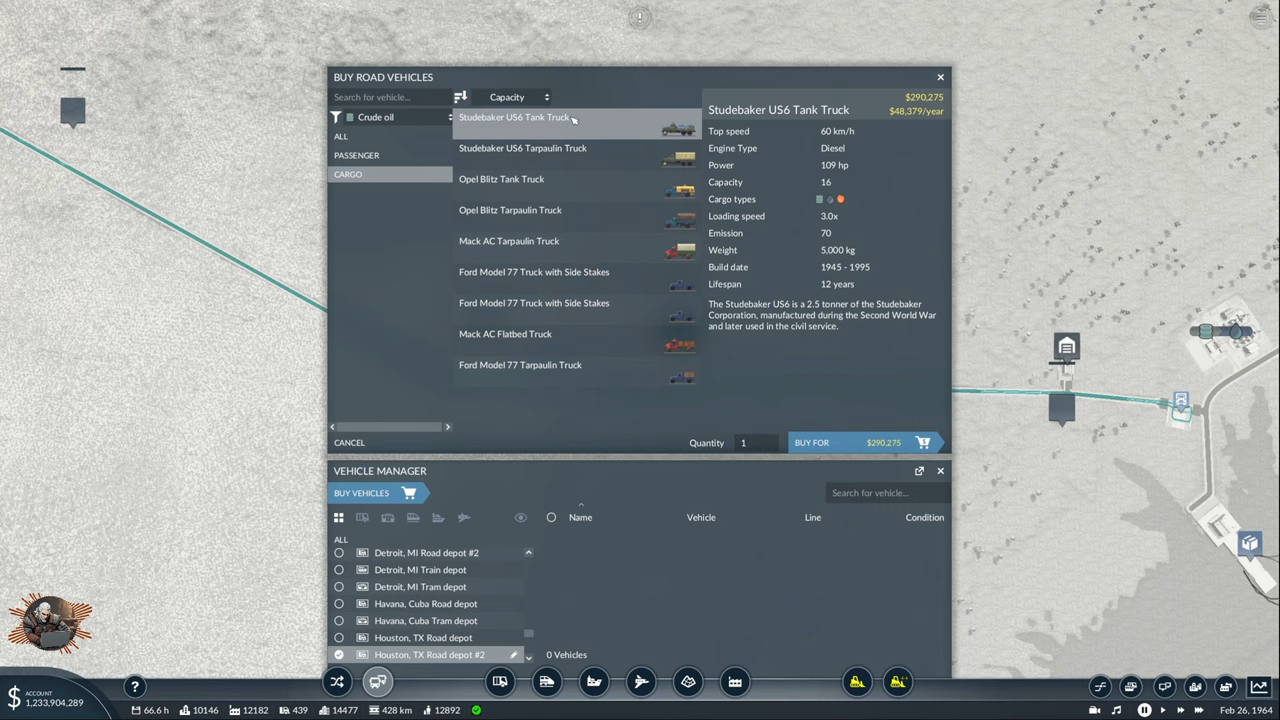 BUY ROAD VEHICLES
Search for vehicle...
Capacity
Crude oil
ALL
PASSENGER
CARGO
Studebaker US6 Tank Truck
Studebaker US6 Tarpaulin Truck
Opel Blitz Tank Truck
Opel Blitz Tarpaulin Truck
Mack AC Tarpaulin Truck
Ford Model 77 Truck with Side Stakes
Ford Model 77 Truck with Side Stakes
Mack AC Flatbed Truck
Ford Model 77 Tarpaulin Truck
$290,275
Studebaker US6 Tank Truck $48,379/year
Top speed 60 km/h
Engine Type Diesel
Power 109 hp
Capacity 16
Cargo types
Loading speed 3.0x
Emission 70
Weight 5,000 kg
Build date 1945 - 1995
Lifespan 12 years
The Studebaker US6 is a 2.5 tonner of the Studebaker
Corporation, manufactured during the Second World War
and later used in the civil service.
CANCEL
Quantity 1 BUY FOR $290,275
VEHICLE MANAGER
BUY VEHICLES
Search for vehicle...
Name Vehicle Line Condition
ALL
Detroit, MI Road depot #2
Detroit, MI Train depot
Detroit, MI Tram depot
Havana, Cuba Road depot
Havana, Cuba Tram depot
Houston, TX Road depot
Houston, TX Road depot #2
0 Vehicles
$ ACCOUNT
1,233,904,289
?
66.6 h 10146 12182 439 14477 428 km 12892
Feb 26, 1964